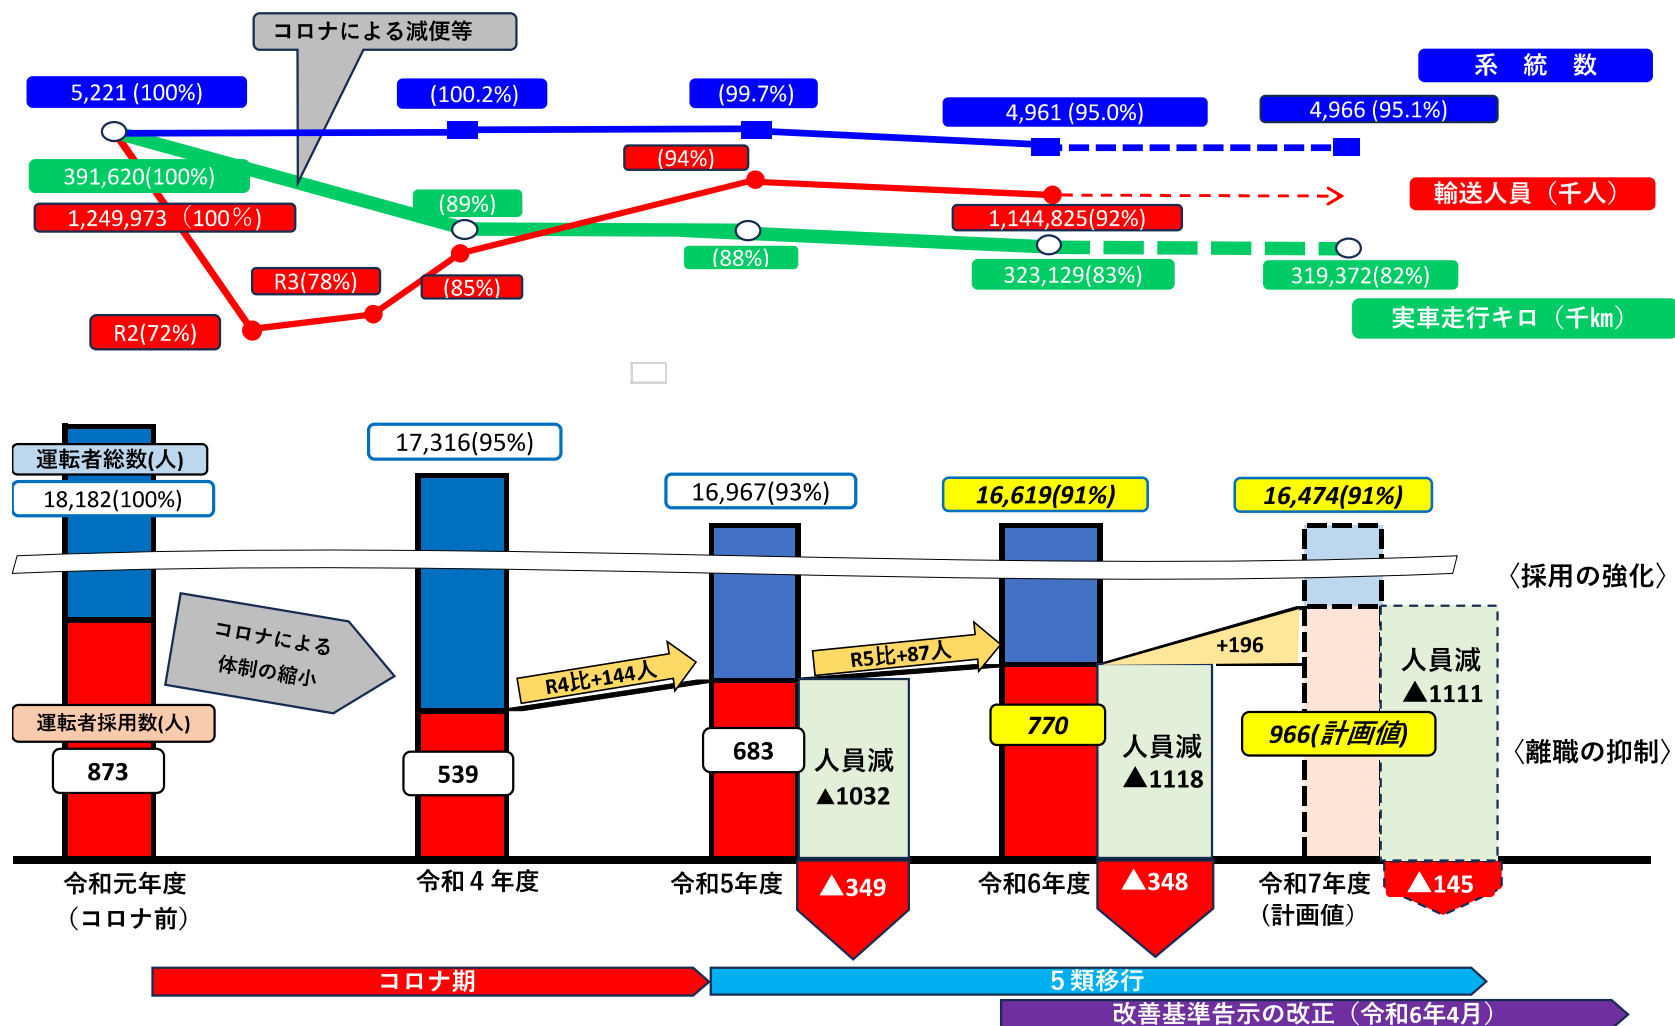 コロナによる減便等
系　統　数
5,221 (100%)
(100.2%)
(99.7%)
4,961 (95.0%)
4,966 (95.1%)
(94%)
391,620(100%)
(89%)
輸送人員（千人）
1,249,973（100％）
1,144,825(92%)
(88%)
R3(78%)
(85%)
323,129(83%)
319,372(82%)
R2(72%)
実車走行キロ（千㎞）
17,316(95%)
運転者総数(人)
18,182(100%)
16,967(93%)
16,619(91%)
16,474(91%)
〈採用の強化〉
コロナによる
体制の縮小
R4比+144人
R5比+87人
+196
人員減
▲1111
運転者採用数(人)
873
539
683
770
966(計画値)
人員減
▲1032
人員減
▲1118
〈離職の抑制〉
令和元年度
（コロナ前）
令和４年度
令和5年度
▲349
令和6年度
▲348
令和7年度
(計画値）
▲145
コロナ期
５類移行
改善基準告示の改正（令和6年4月）